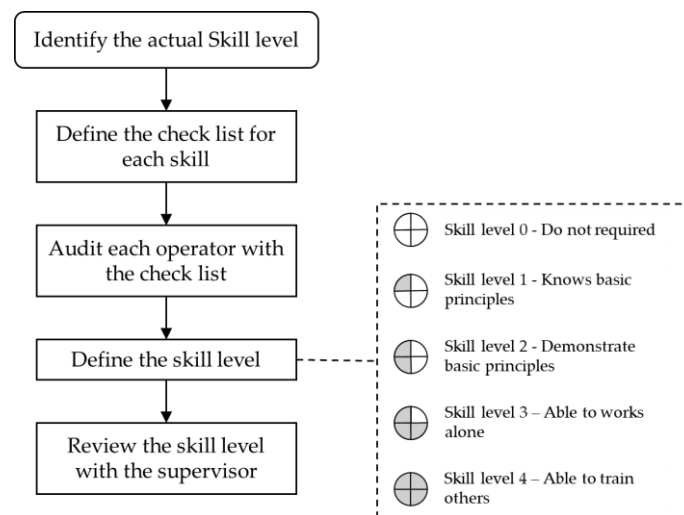 Identify the actual Skill level
Define the check list for
each skill
Audit each operator with
the check list
Define the skill level
Review the skill level
with the supervisor
Skill level 0 - Do not required
Skill level 1 - Knows basic
principles
Skill level 2 - Demonstrate
basic principles
Skill level 3 – Able to works
alone
Skill level 4 – Able to train
others